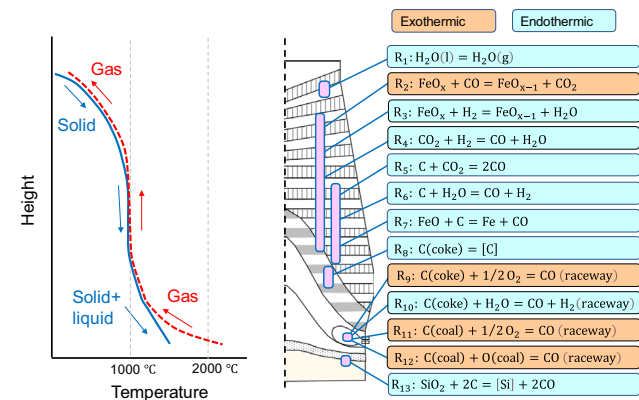 Exothermic
Endothermic
R₁: H₂O(l) = H₂O(g)
R₂: FeOₓ + CO = FeOₓ₋₁ + CO₂
R₃: FeOₓ + H₂ = FeOₓ₋₁ + H₂O
R₄: CO₂ + H₂ = CO + H₂O
R₅: C + CO₂ = 2CO
R₆: C + H₂O = CO + H₂
R₇: FeO + C = Fe + CO
R₈: C(coke) = [C]
R₉: C(coke) + 1/2 O₂ = CO (raceway)
R₁₀: C(coke) + H₂O = CO + H₂ (raceway)
R₁₁: C(coal) + 1/2 O₂ = CO (raceway)
R₁₂: C(coal) + O(coal) = CO (raceway)
R₁₃: SiO₂ + 2C = [Si] + 2CO
Gas
Solid
Height
Solid+
liquid
Gas
1000 ℃
2000 ℃
Temperature